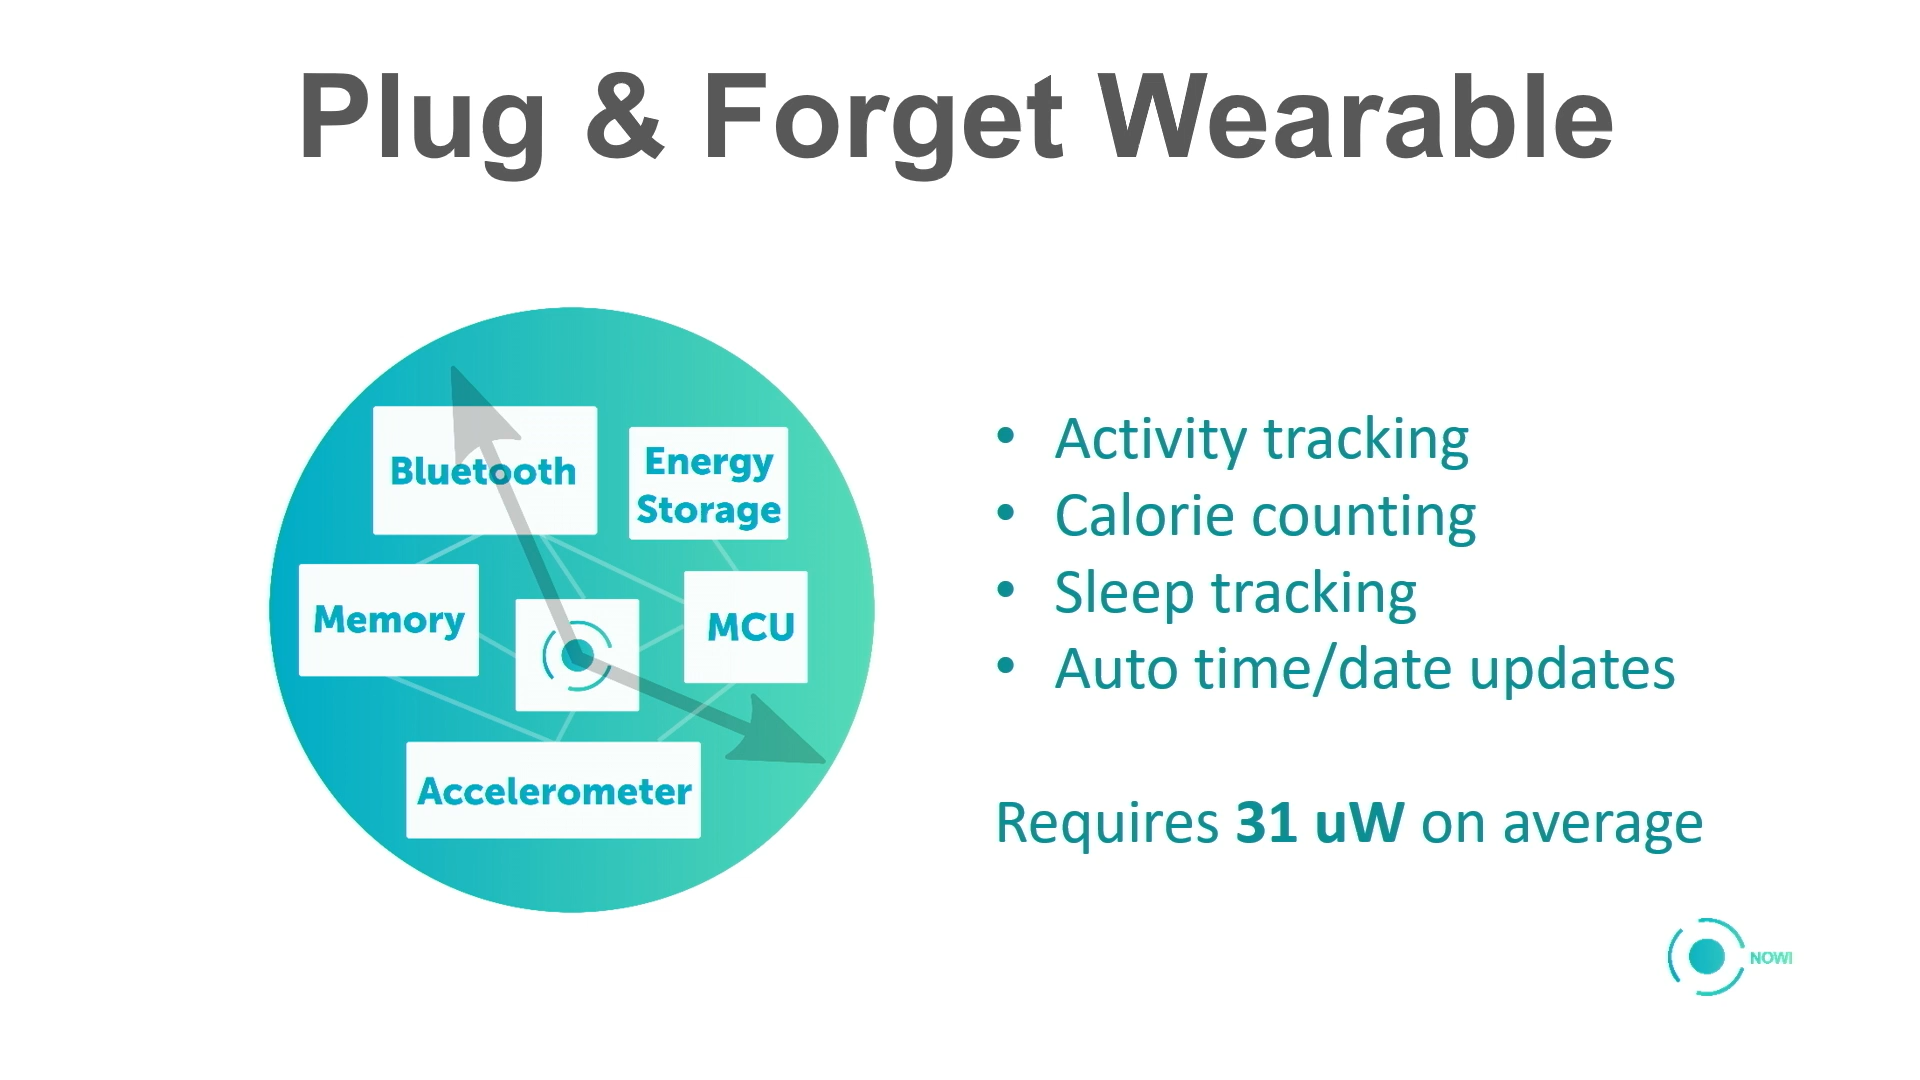 Plug & Forget Wearable
Bluetooth
Energy
Storage
Memory
MCU
Accelerometer
• Activity tracking
• Calorie counting
• Sleep tracking
• Auto time/date updates
Requires 31 uW on average
NOWI